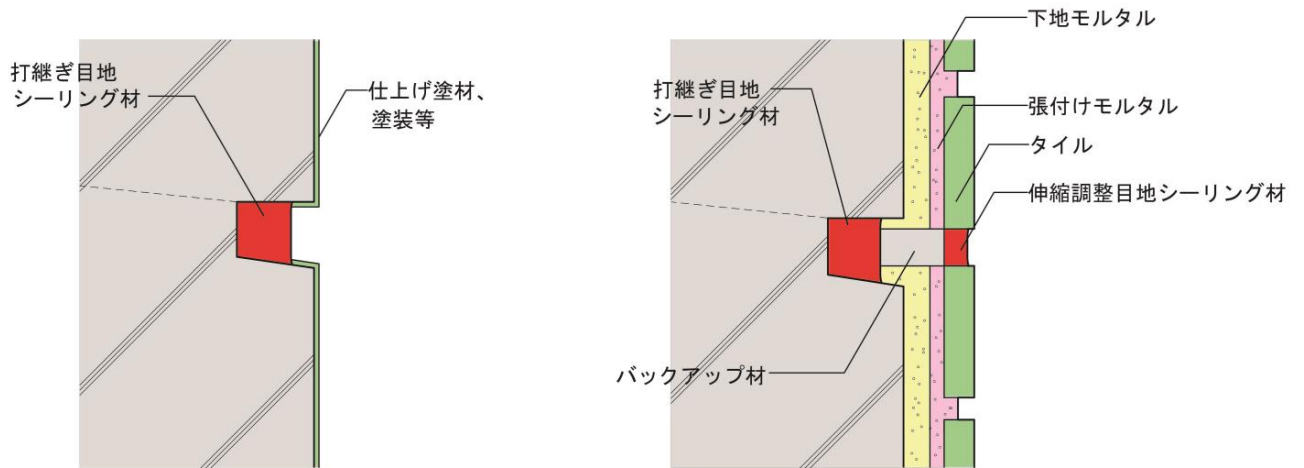 打継ぎ目地
シーリング材
仕上げ塗材、
塗装等
打継ぎ目地
シーリング材
バックアップ材
下地モルタル
張付けモルタル
タイル
伸縮調整目地シーリング材